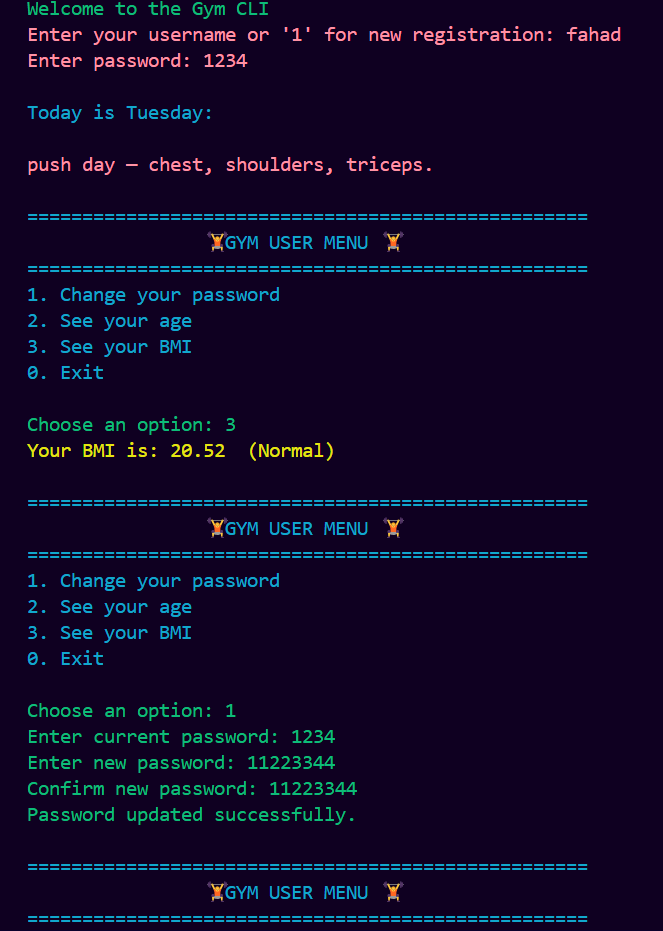 Welcome to the Gym CLI
Enter your username or '1' for new registration: fahad
Enter password: 1234
Today is Tuesday:
push day — chest, shoulders, triceps.
===================================================
🏋️GYM USER MENU 🏋️
===================================================
1. Change your password
2. See your age
3. See your BMI
0. Exit
Choose an option: 3
Your BMI is: 20.52  (Normal)
===================================================
🏋️GYM USER MENU 🏋️
===================================================
1. Change your password
2. See your age
3. See your BMI
0. Exit
Choose an option: 1
Enter current password: 1234
Enter new password: 11223344
Confirm new password: 11223344
Password updated successfully.
===================================================
🏋️GYM USER MENU 🏋️
===================================================